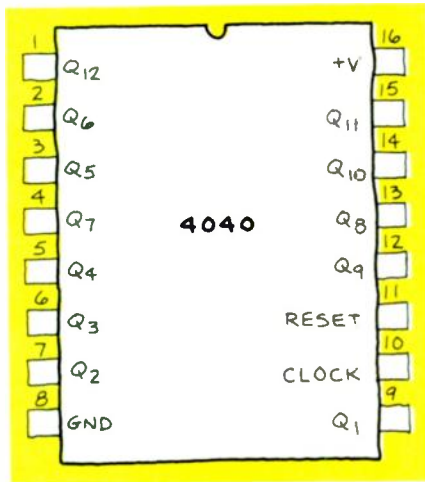 1 16
Q12 +V
2 15
Q6 Q11
3 14
Q5 Q10
4 13
Q7 4040 Q8
5 12
Q4 Q9
6 11
Q3 RESET
7 10
Q2 CLOCK
8 9
GND Q1